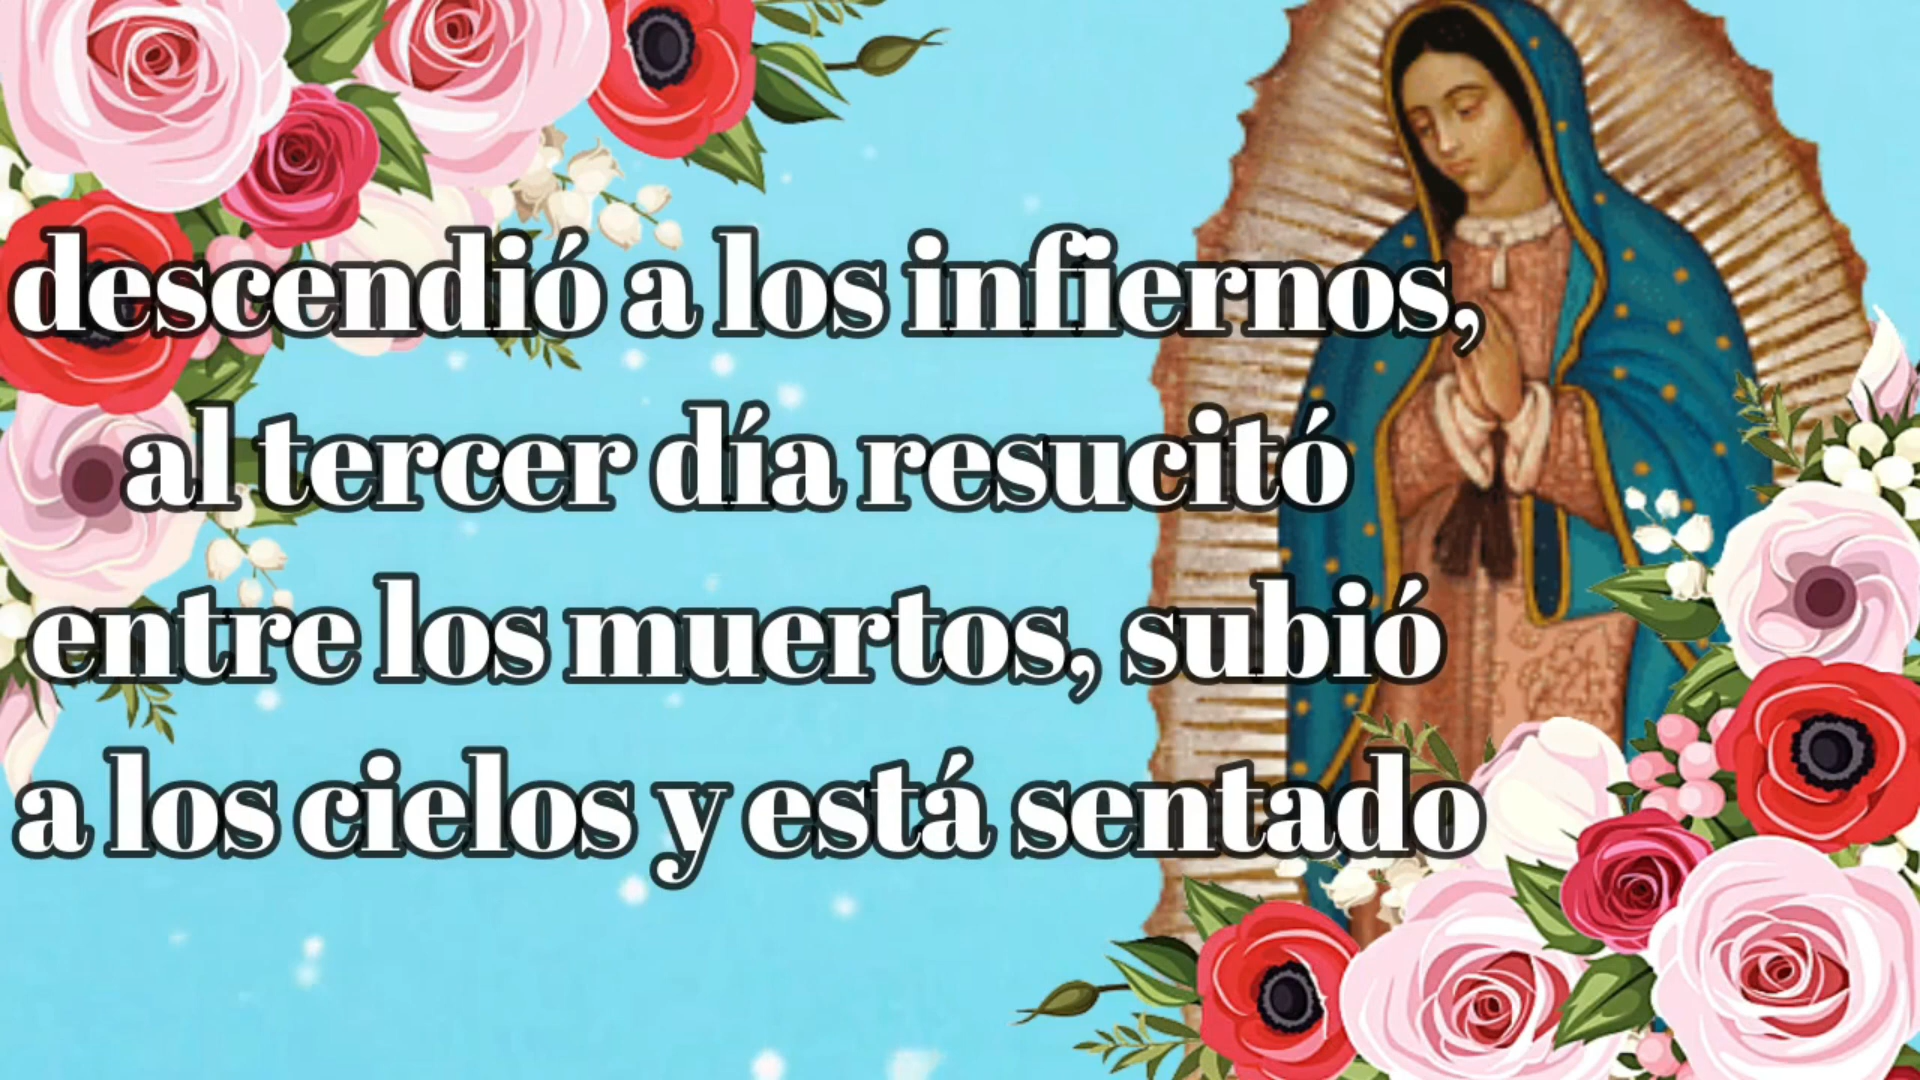 descendió a los infiernos,
al tercer día resucitó
entre los muertos, subió
a los cielos y está sentado